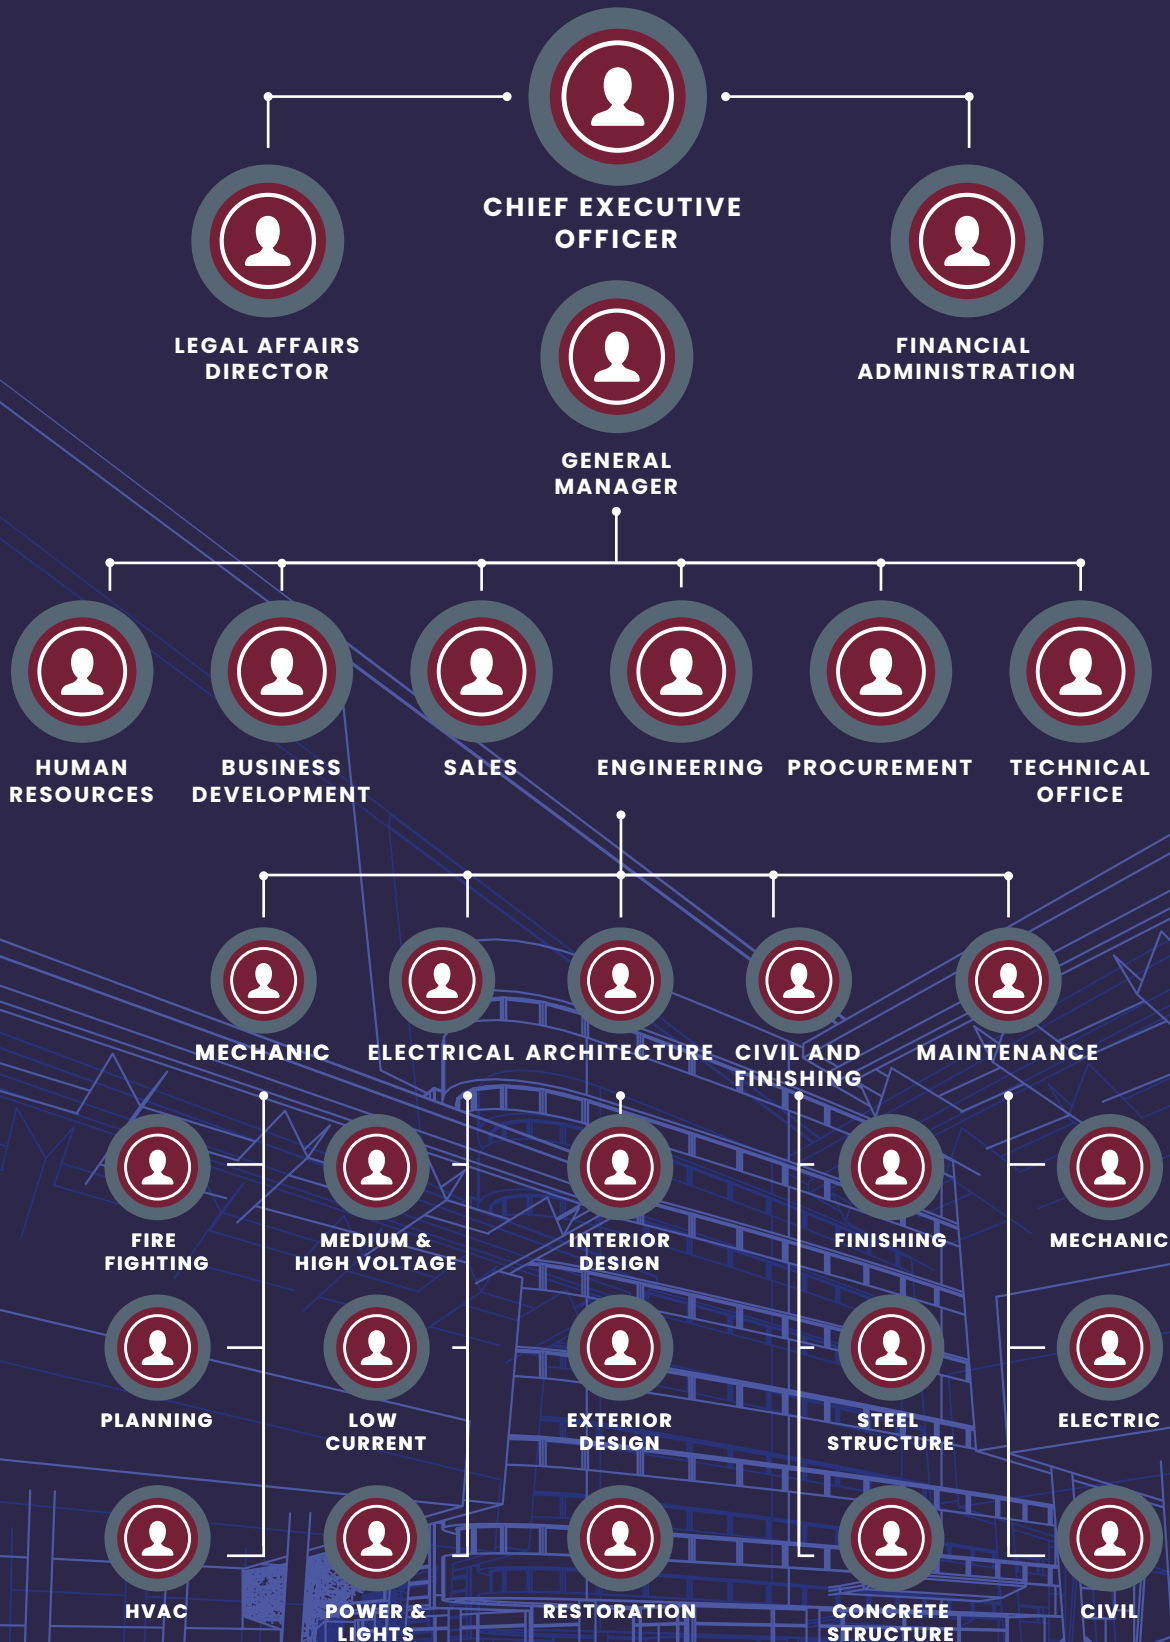 CHIEF EXECUTIVE
OFFICER
LEGAL AFFAIRS
DIRECTOR
FINANCIAL
ADMINISTRATION
GENERAL
MANAGER
HUMAN
RESOURCES
BUSINESS
DEVELOPMENT
SALES
ENGINEERING
PROCUREMENT
TECHNICAL
OFFICE
MECHANIC
ELECTRICAL
ARCHITECTURE
CIVIL AND
FINISHING
MAINTENANCE
FIRE
FIGHTING
MEDIUM &
HIGH VOLTAGE
INTERIOR
DESIGN
FINISHING
MECHANIC
PLANNING
LOW
CURRENT
EXTERIOR
DESIGN
STEEL
STRUCTURE
ELECTRIC
HVAC
POWER &
LIGHTS
RESTORATION
CONCRETE
STRUCTURE
CIVIL